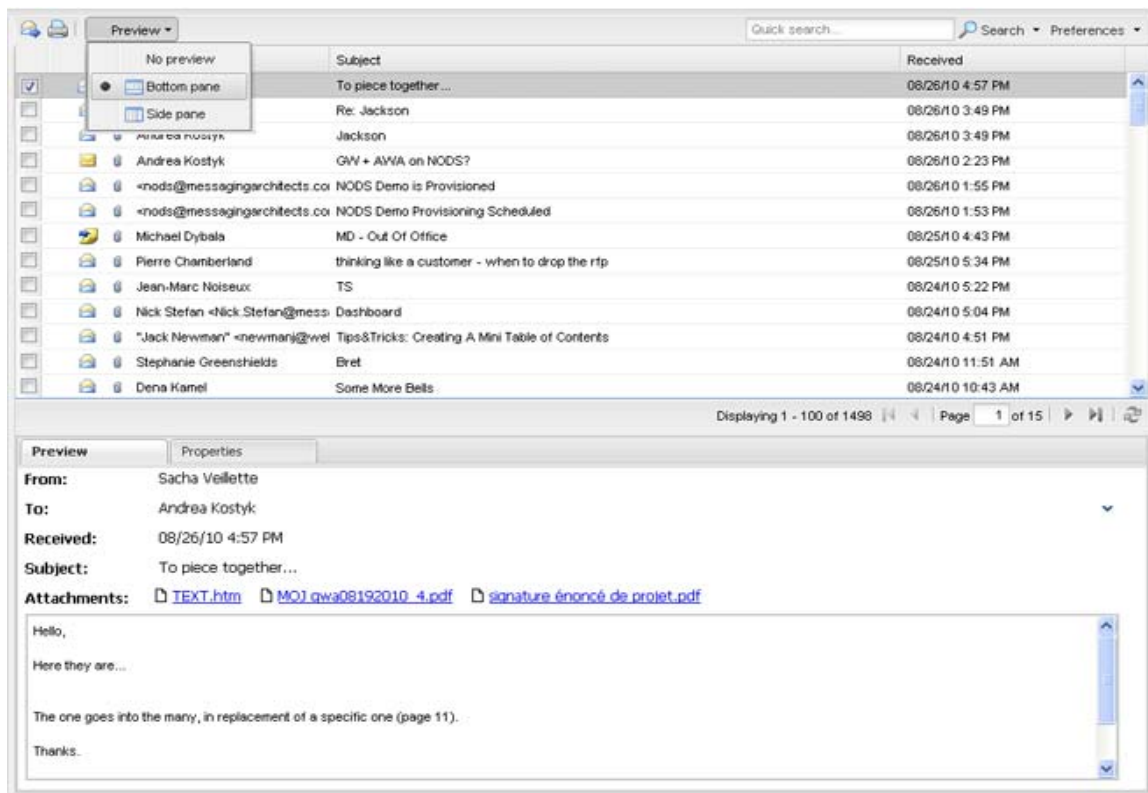 Preview Quick search... Search Preferences
No preview Subject Received
Bottom pane To piece together... 08/26/10 4:57 PM
Side pane Re: Jackson 08/26/10 3:49 PM
Andrea Kostyk Jackson 08/26/10 3:49 PM
Andrea Kostyk GW + AWA on NODS? 08/26/10 2:23 PM
<nods@messagingarchitects.co NODS Demo is Provisioned 08/26/10 1:55 PM
<nods@messagingarchitects.co NODS Demo Provisioning Scheduled 08/26/10 1:53 PM
Michael Dybala MD - Out Of Office 08/25/10 4:43 PM
Pierre Chamberland thinking like a customer - when to drop the rfp 08/25/10 5:34 PM
Jean-Marc Noiseux TS 08/24/10 5:22 PM
Nick Stefan <Nick.Stefan@mess Dashboard 08/24/10 5:04 PM
"Jack Newman" <newmanj@wel Tips&Tricks: Creating A Mini Table of Contents 08/24/10 4:51 PM
Stephanie Greenshields Bret 08/24/10 11:51 AM
Dena Kamel Some More Bells 08/24/10 10:43 AM
Displaying 1 - 100 of 1498 Page 1 of 15
Preview Properties
From: Sacha Veillette
To: Andrea Kostyk
Received: 08/26/10 4:57 PM
Subject: To piece together...
Attachments: TEXT.htm MOJ qwa08192010_4.pdf signature énoncé de projet.pdf
Hello,
Here they are...
The one goes into the many, in replacement of a specific one (page 11).
Thanks.